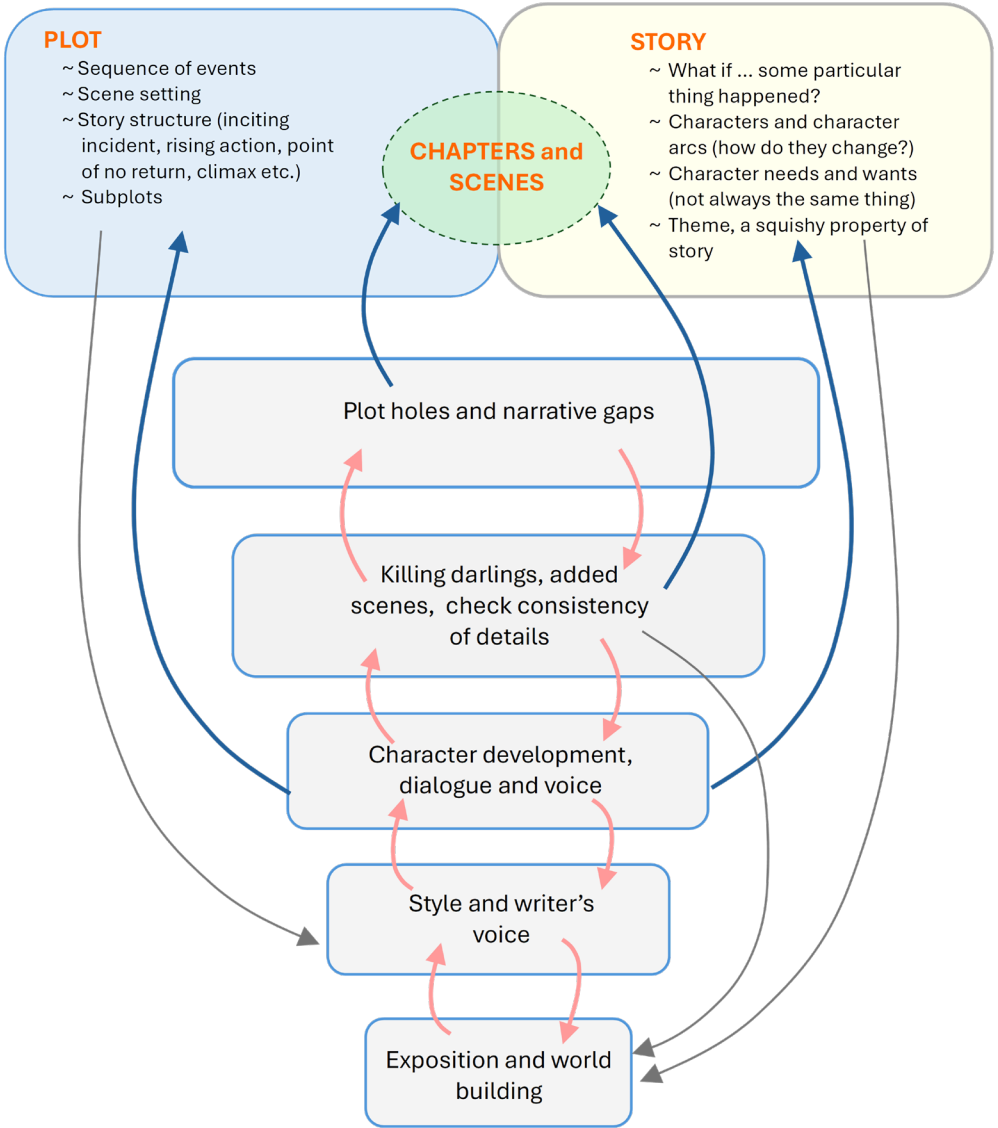 PLOT
~ Sequence of events
~ Scene setting
~ Story structure (inciting
incident, rising action, point
of no return, climax etc.)
~ Subplots
STORY
~ What if ... some particular
thing happened?
~ Characters and character
arcs (how do they change?)
~ Character needs and wants
(not always the same thing)
~ Theme, a squishy property of
story
CHAPTERS and
SCENES
Plot holes and narrative gaps
Killing darlings, added
scenes, check consistency
of details
Character development,
dialogue and voice
Style and writer’s
voice
Exposition and world
building